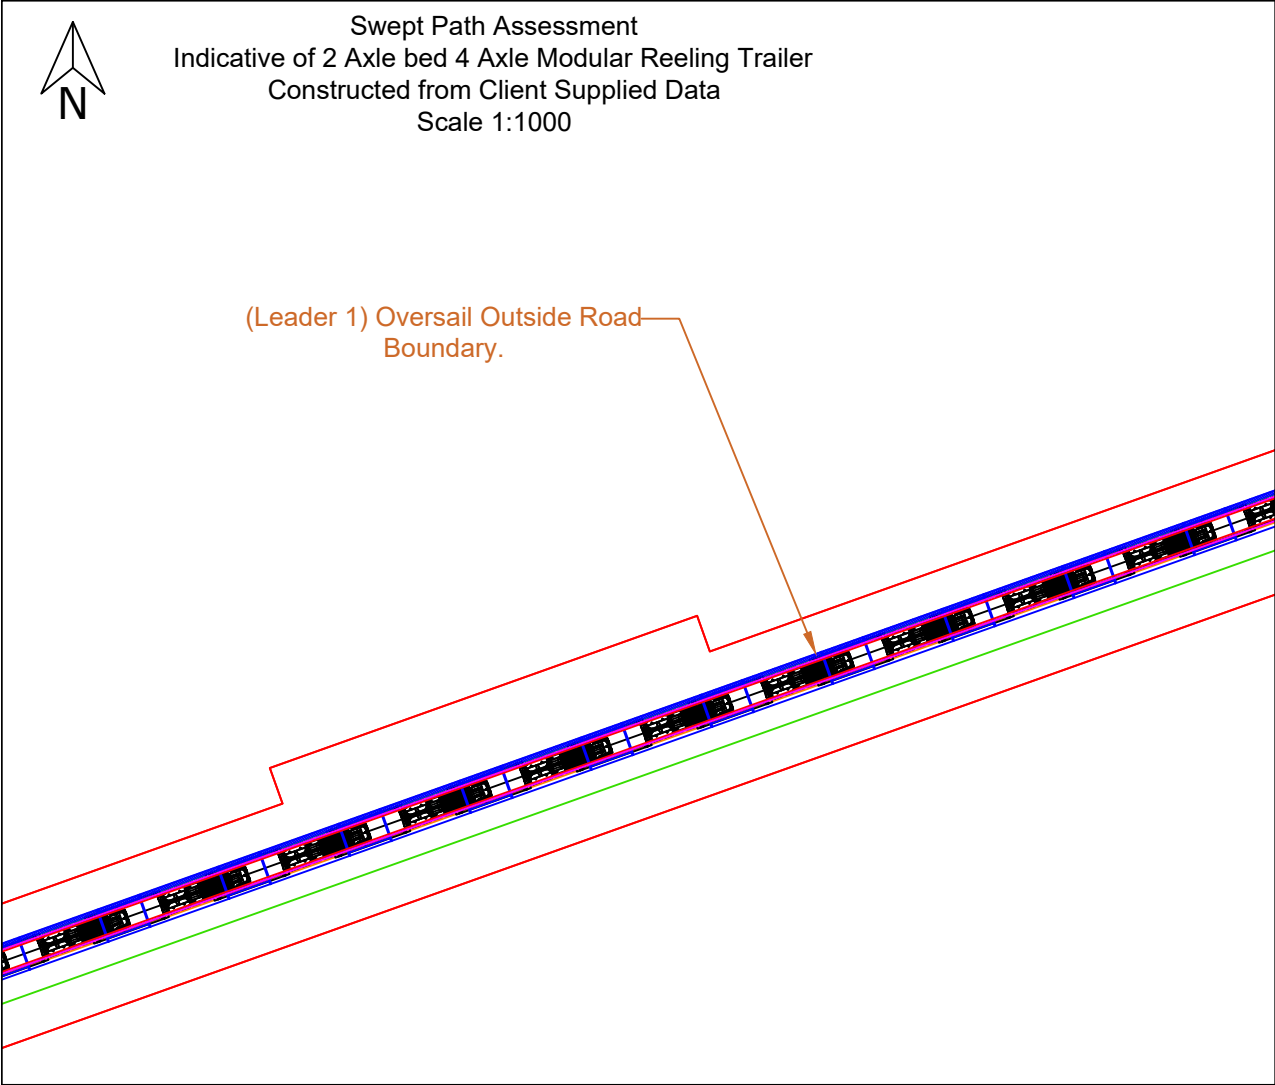 Swept Path Assessment
Indicative of 2 Axle bed 4 Axle Modular Reeling Trailer
Constructed from Client Supplied Data
Scale 1:1000
N
(Leader 1) Oversail Outside Road
Boundary.